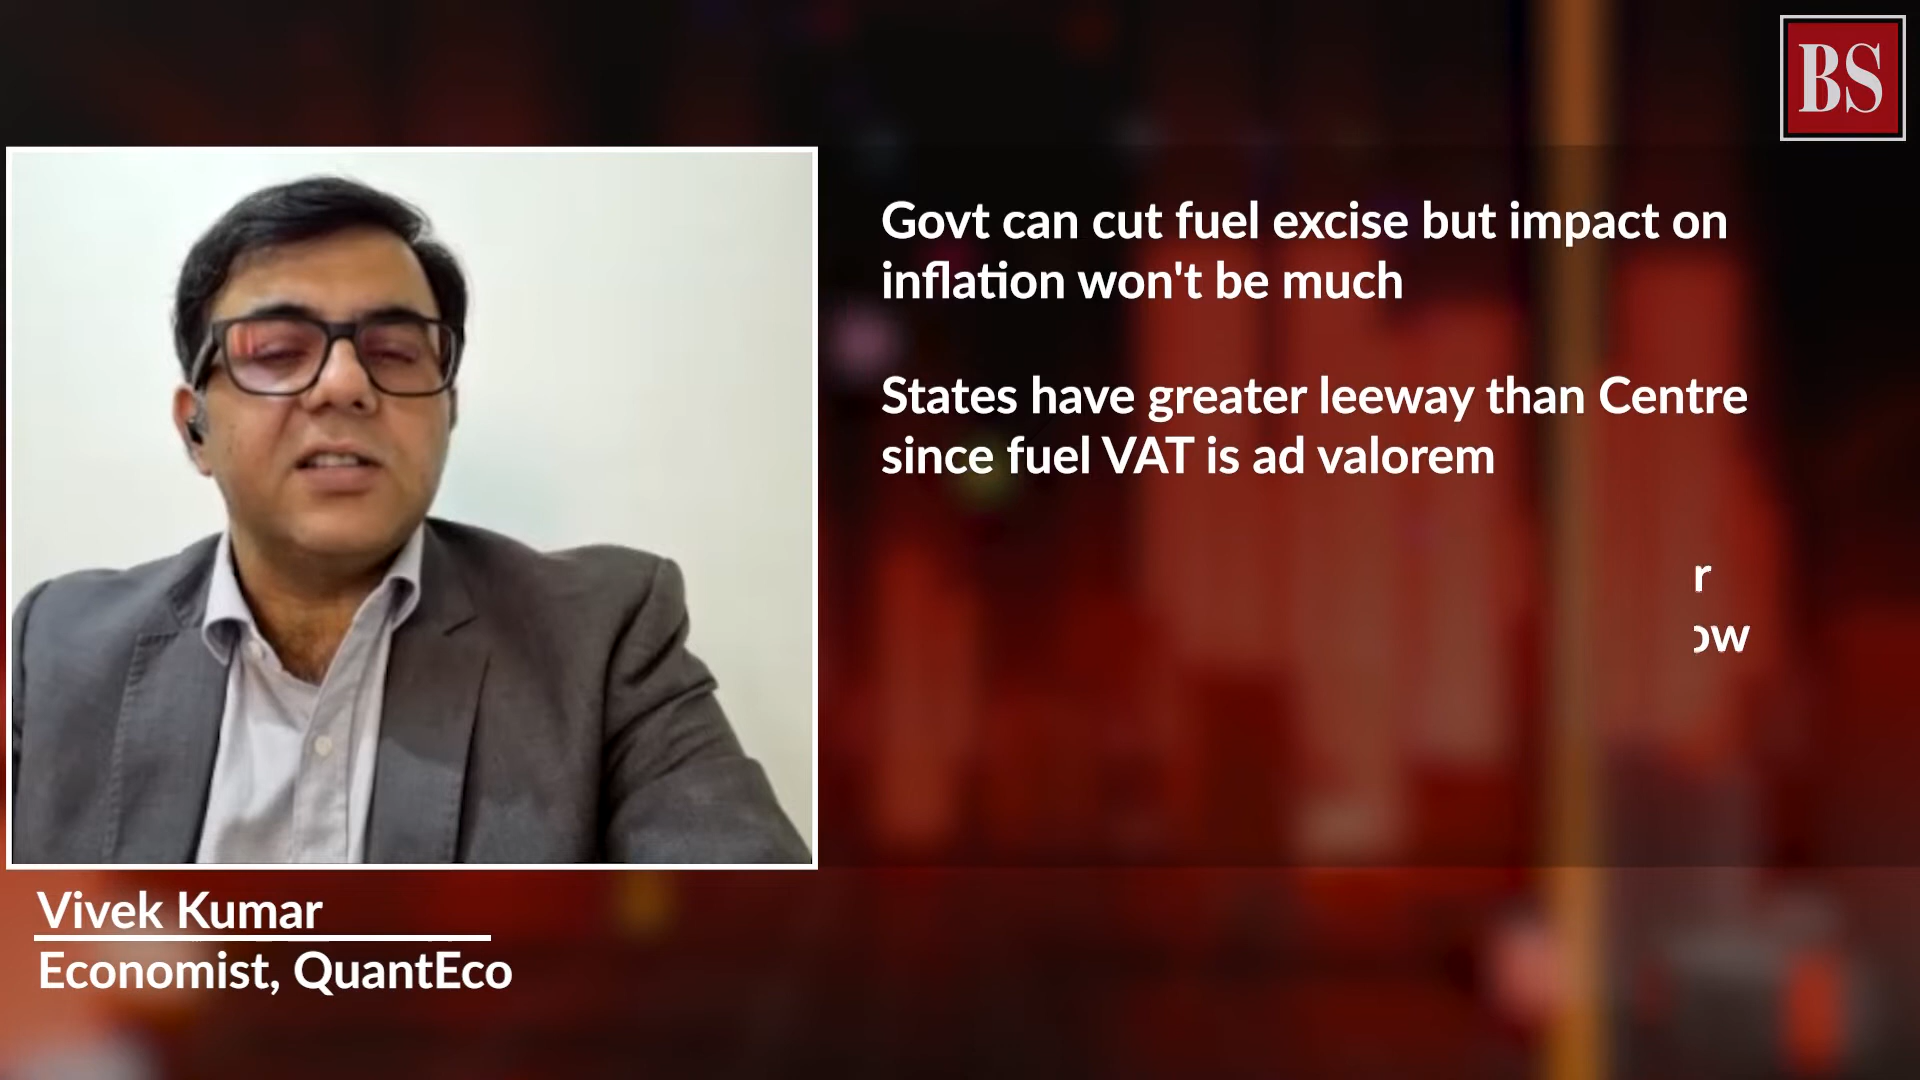 BS
Govt can cut fuel excise but impact on
inflation won't be much
States have greater leeway than Centre
since fuel VAT is ad valorem
Vivek Kumar
Economist, QuantEco